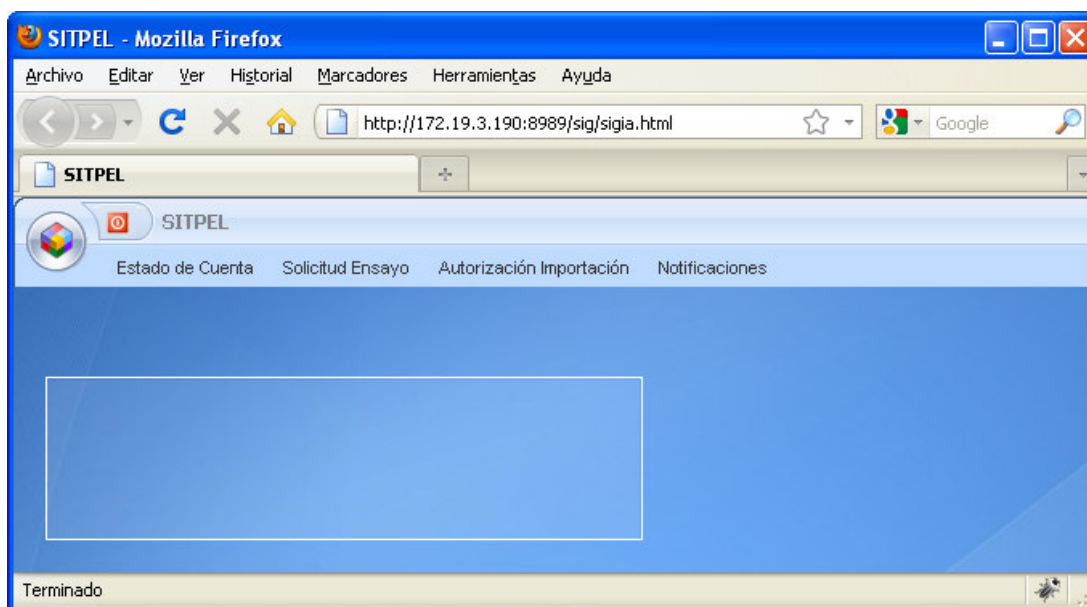 SITPEL - Mozilla Firefox
Archivo Editar Ver Historial Marcadores Herramientas Ayuda
http://172.19.3.190:8989/sig/sigia.html Google
SITPEL
SITPEL
Estado de Cuenta Solicitud Ensayo Autorización Importación Notificaciones
Terminado